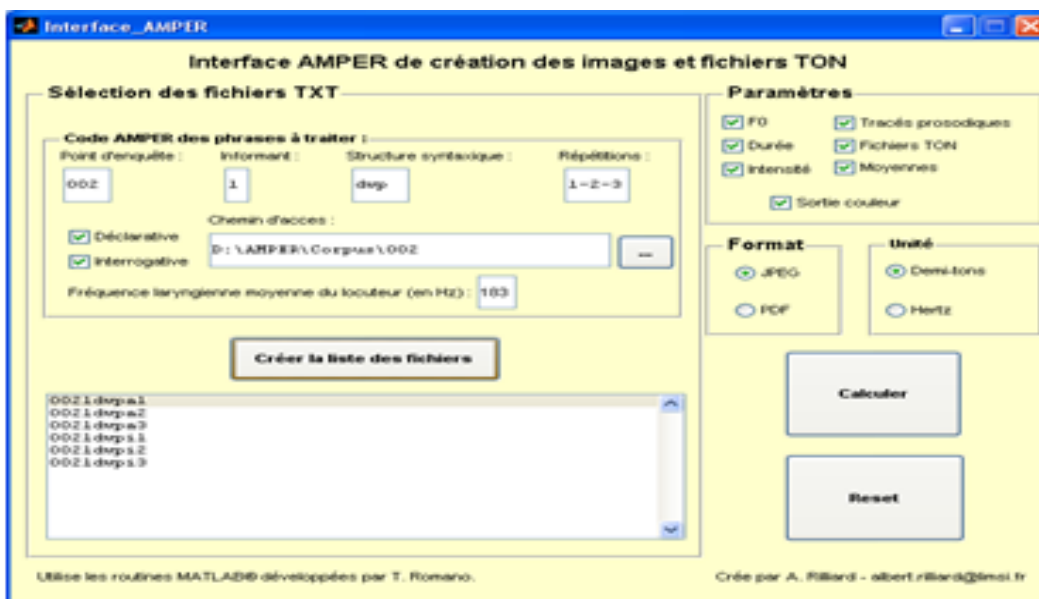 Interface_AMPER
Interface AMPER de création des images et fichiers TON
Sélection des fichiers TXT
Code AMPER des phrases à traiter :
Point d'enquête : Informant : Structure syntaxique : Répétitions :
002 1 dwp 1-2-3
Chemin d'acces :
Déclarative
Interrogative
D:\AMPER\Corpus\002
...
Fréquence laryngienne moyenne du locuteur (en Hz) : 183
Créer la liste des fichiers
0021dwpa1
0021dwpa2
0021dwpa3
0021dwpi1
0021dwpi2
0021dwpi3
Paramètres
F0 Tracés prosodiques
Durée Fichiers TON
Intensité Moyennes
Sortie couleur
Format
JPEG
PDF
Unité
Demi-tons
Hertz
Calculer
Reset
Utilise les routines MATLAB® développées par T. Romano.
Crée par A. Rilliard - albert.rilliard@limsi.fr